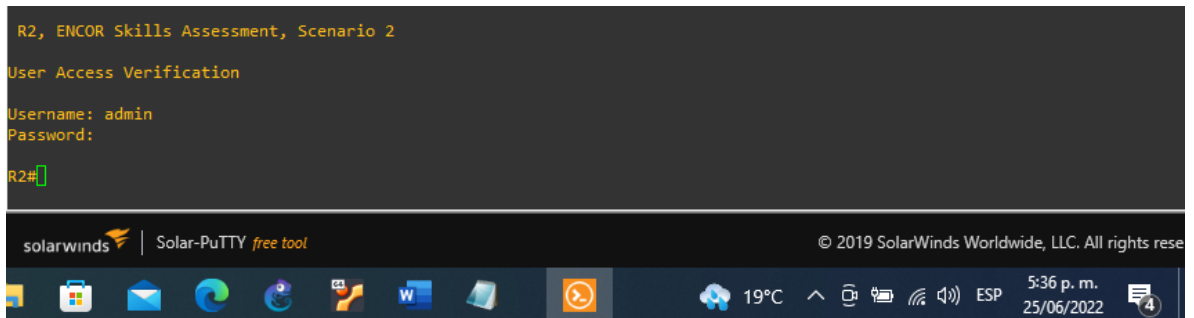 R2, ENCOR Skills Assessment, Scenario 2
User Access Verification
Username: admin
Password:
R2#
solarwinds | Solar-PuTTY free tool
© 2019 SolarWinds Worldwide, LLC. All rights rese
W
19°C
ESP
5:36 p. m.
25/06/2022
4